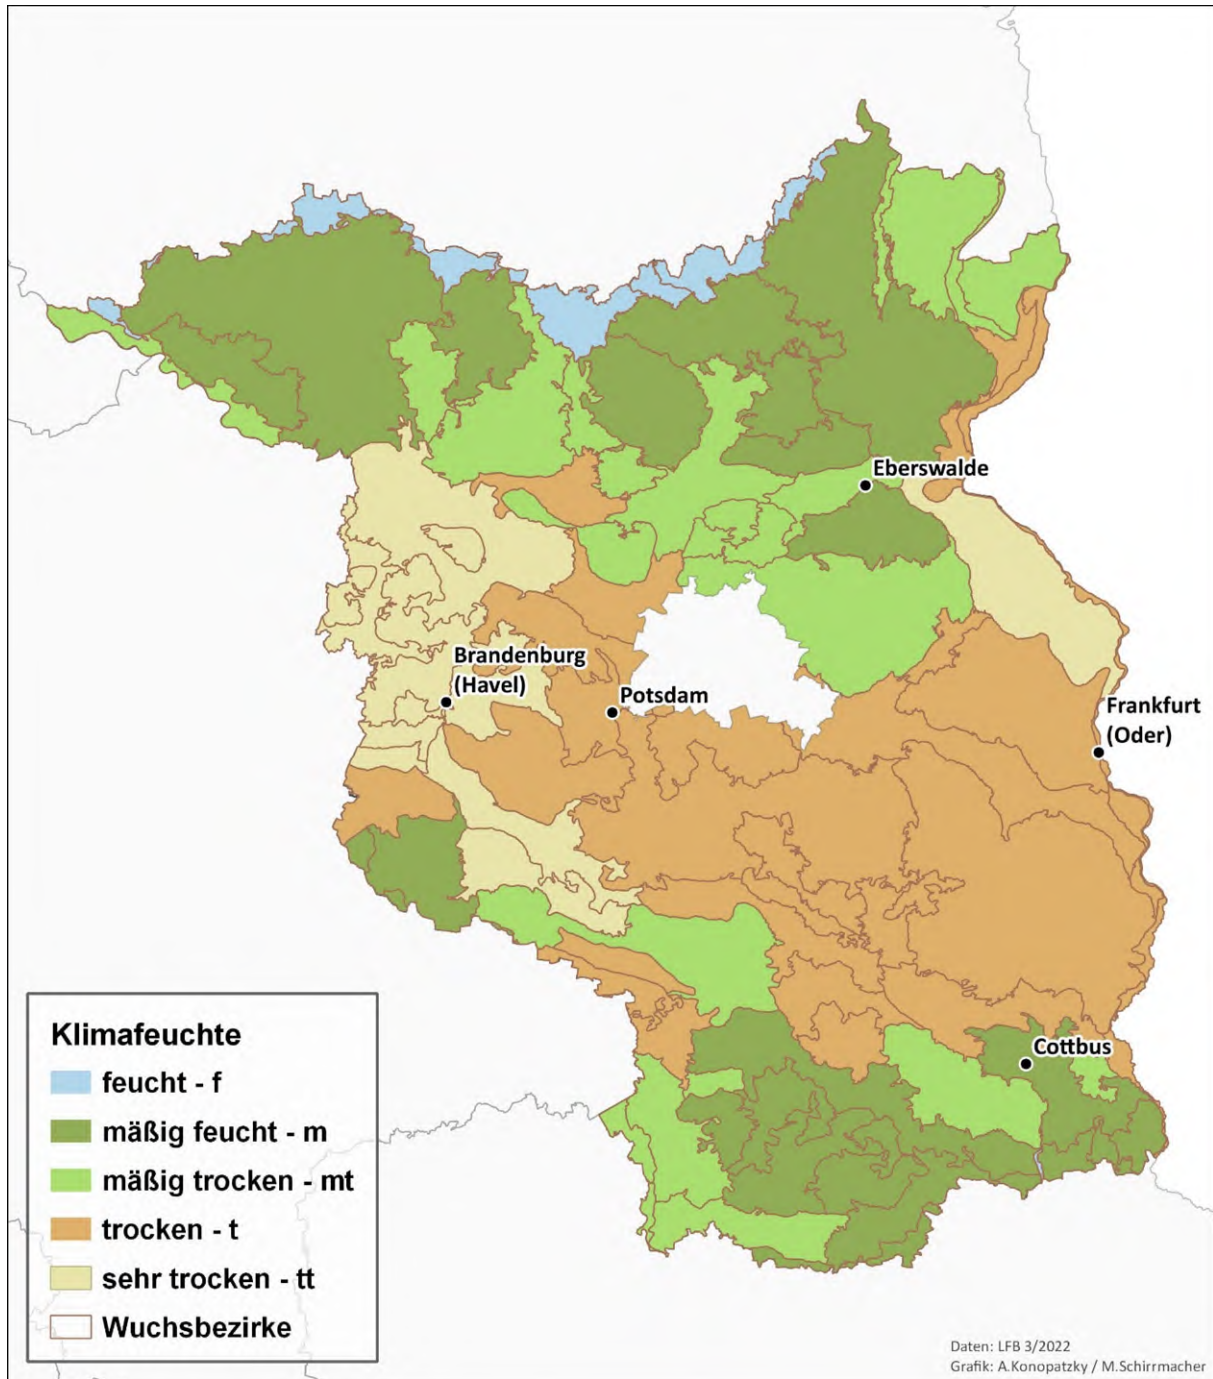 Eberswalde
Brandenburg
(Havel)
Potsdam
Frankfurt
(Oder)
Cottbus
Klimafeuchte
feucht - f
mäßig feucht - m
mäßig trocken - mt
trocken - t
sehr trocken - tt
Wuchsbezirke
Daten: LFB 3/2022
Grafik: A.Konopatzky / M.Schirrmacher